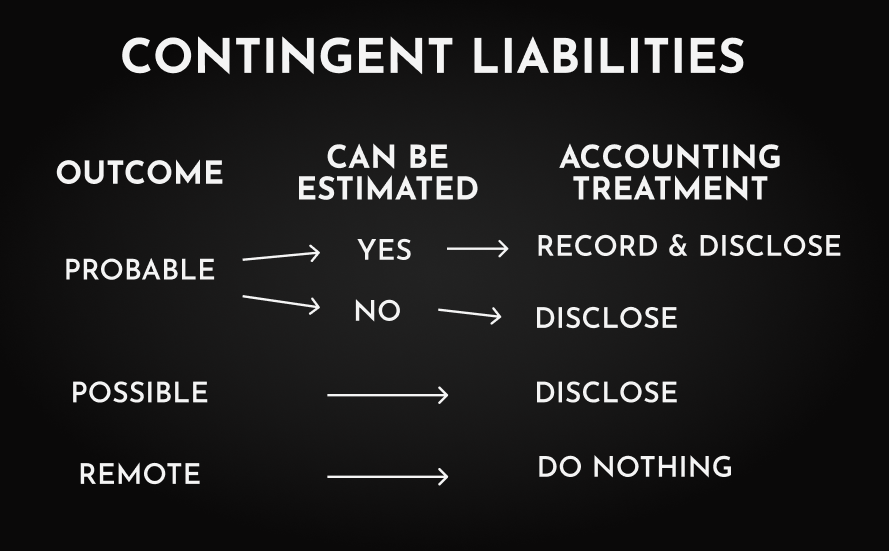 CONTINGENT LIABILITIES
OUTCOME
CAN BE
ESTIMATED
ACCOUNTING
TREATMENT
PROBABLE
YES
RECORD & DISCLOSE
NO
DISCLOSE
POSSIBLE
DISCLOSE
REMOTE
DO NOTHING